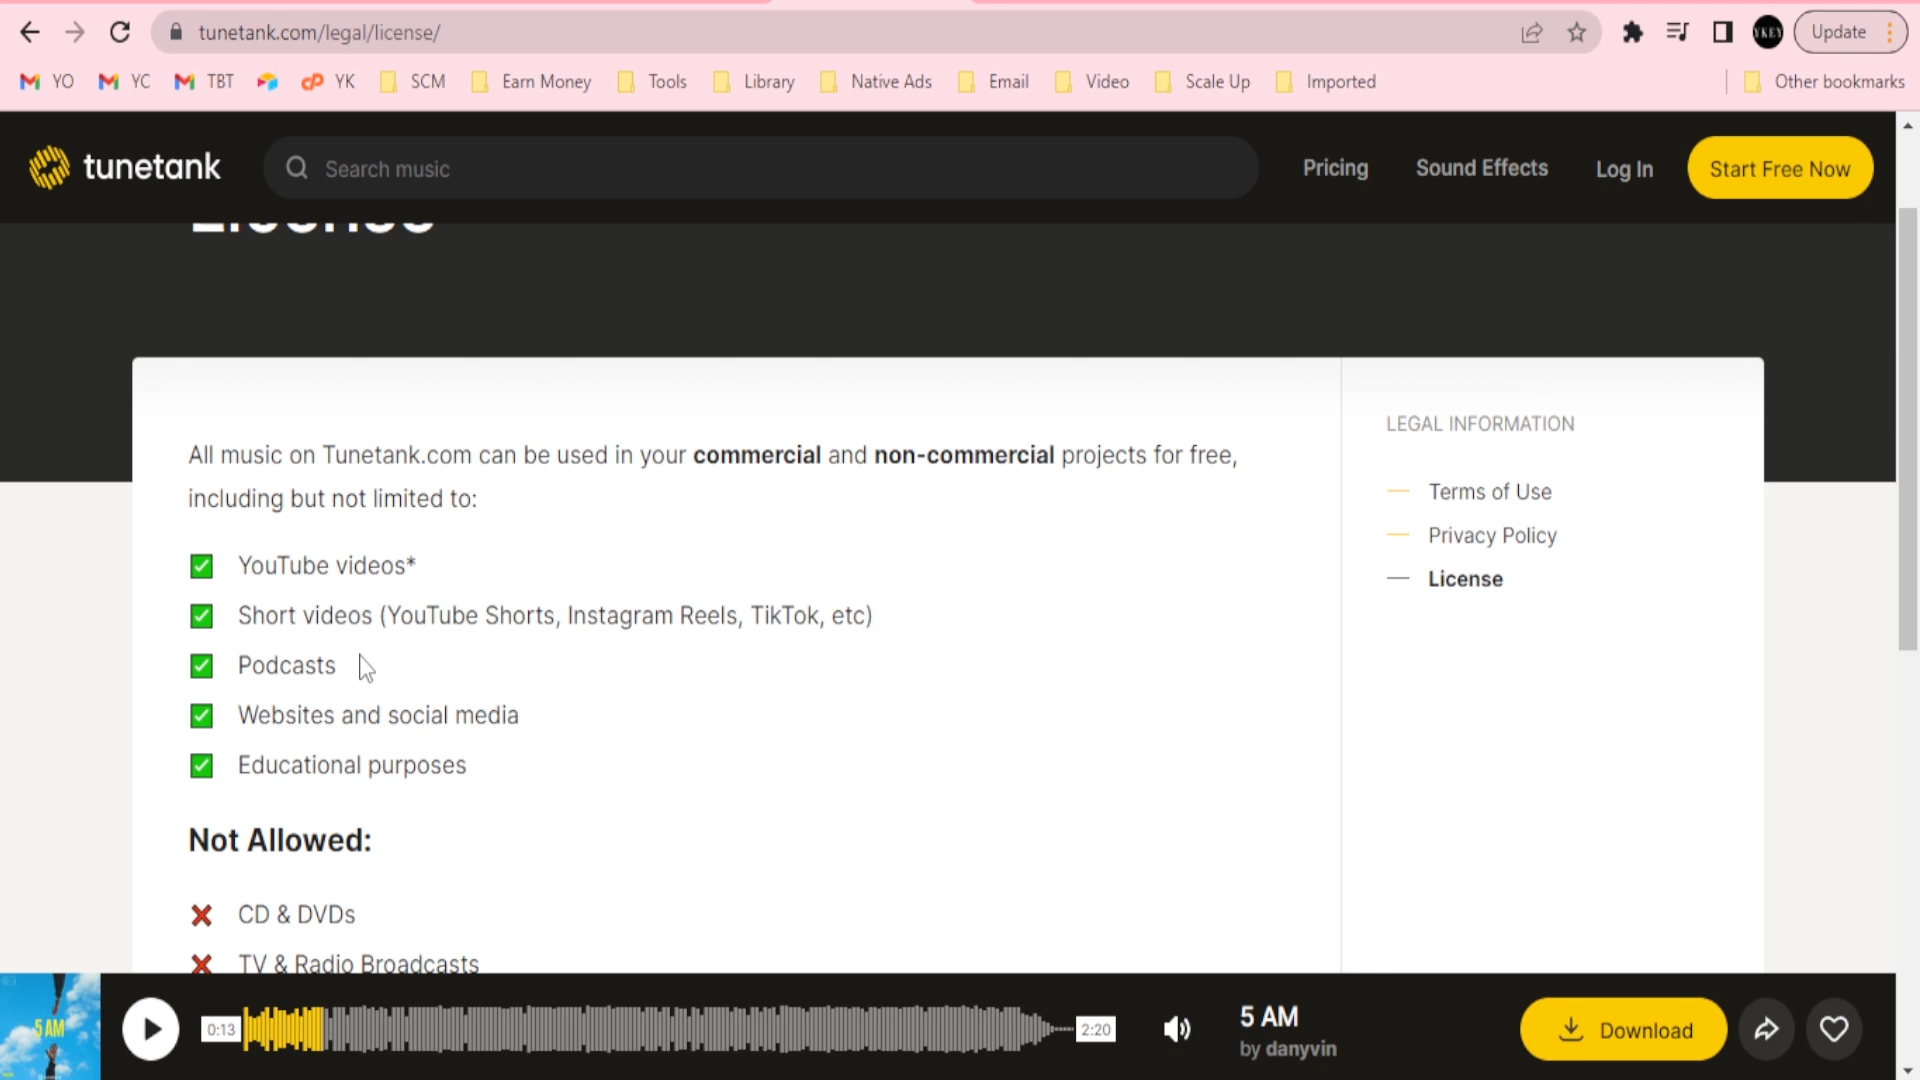 tunetank.com/legal/license/
YKEY
Update
YO
YC
TBT
YK
SCM
Earn Money
Tools
Library
Native Ads
Email
Video
Scale Up
Imported
Other bookmarks
tunetank
Search music
Pricing
Sound Effects
Log In
Start Free Now
License
All music on Tunetank.com can be used in your commercial and non-commercial projects for free,
including but not limited to:
YouTube videos*
Short videos (YouTube Shorts, Instagram Reels, TikTok, etc)
Podcasts
Websites and social media
Educational purposes
Not Allowed:
CD & DVDs
TV & Radio Broadcasts
LEGAL INFORMATION
Terms of Use
Privacy Policy
License
5 AM
0:13
2:20
5 AM
by danyvin
Download